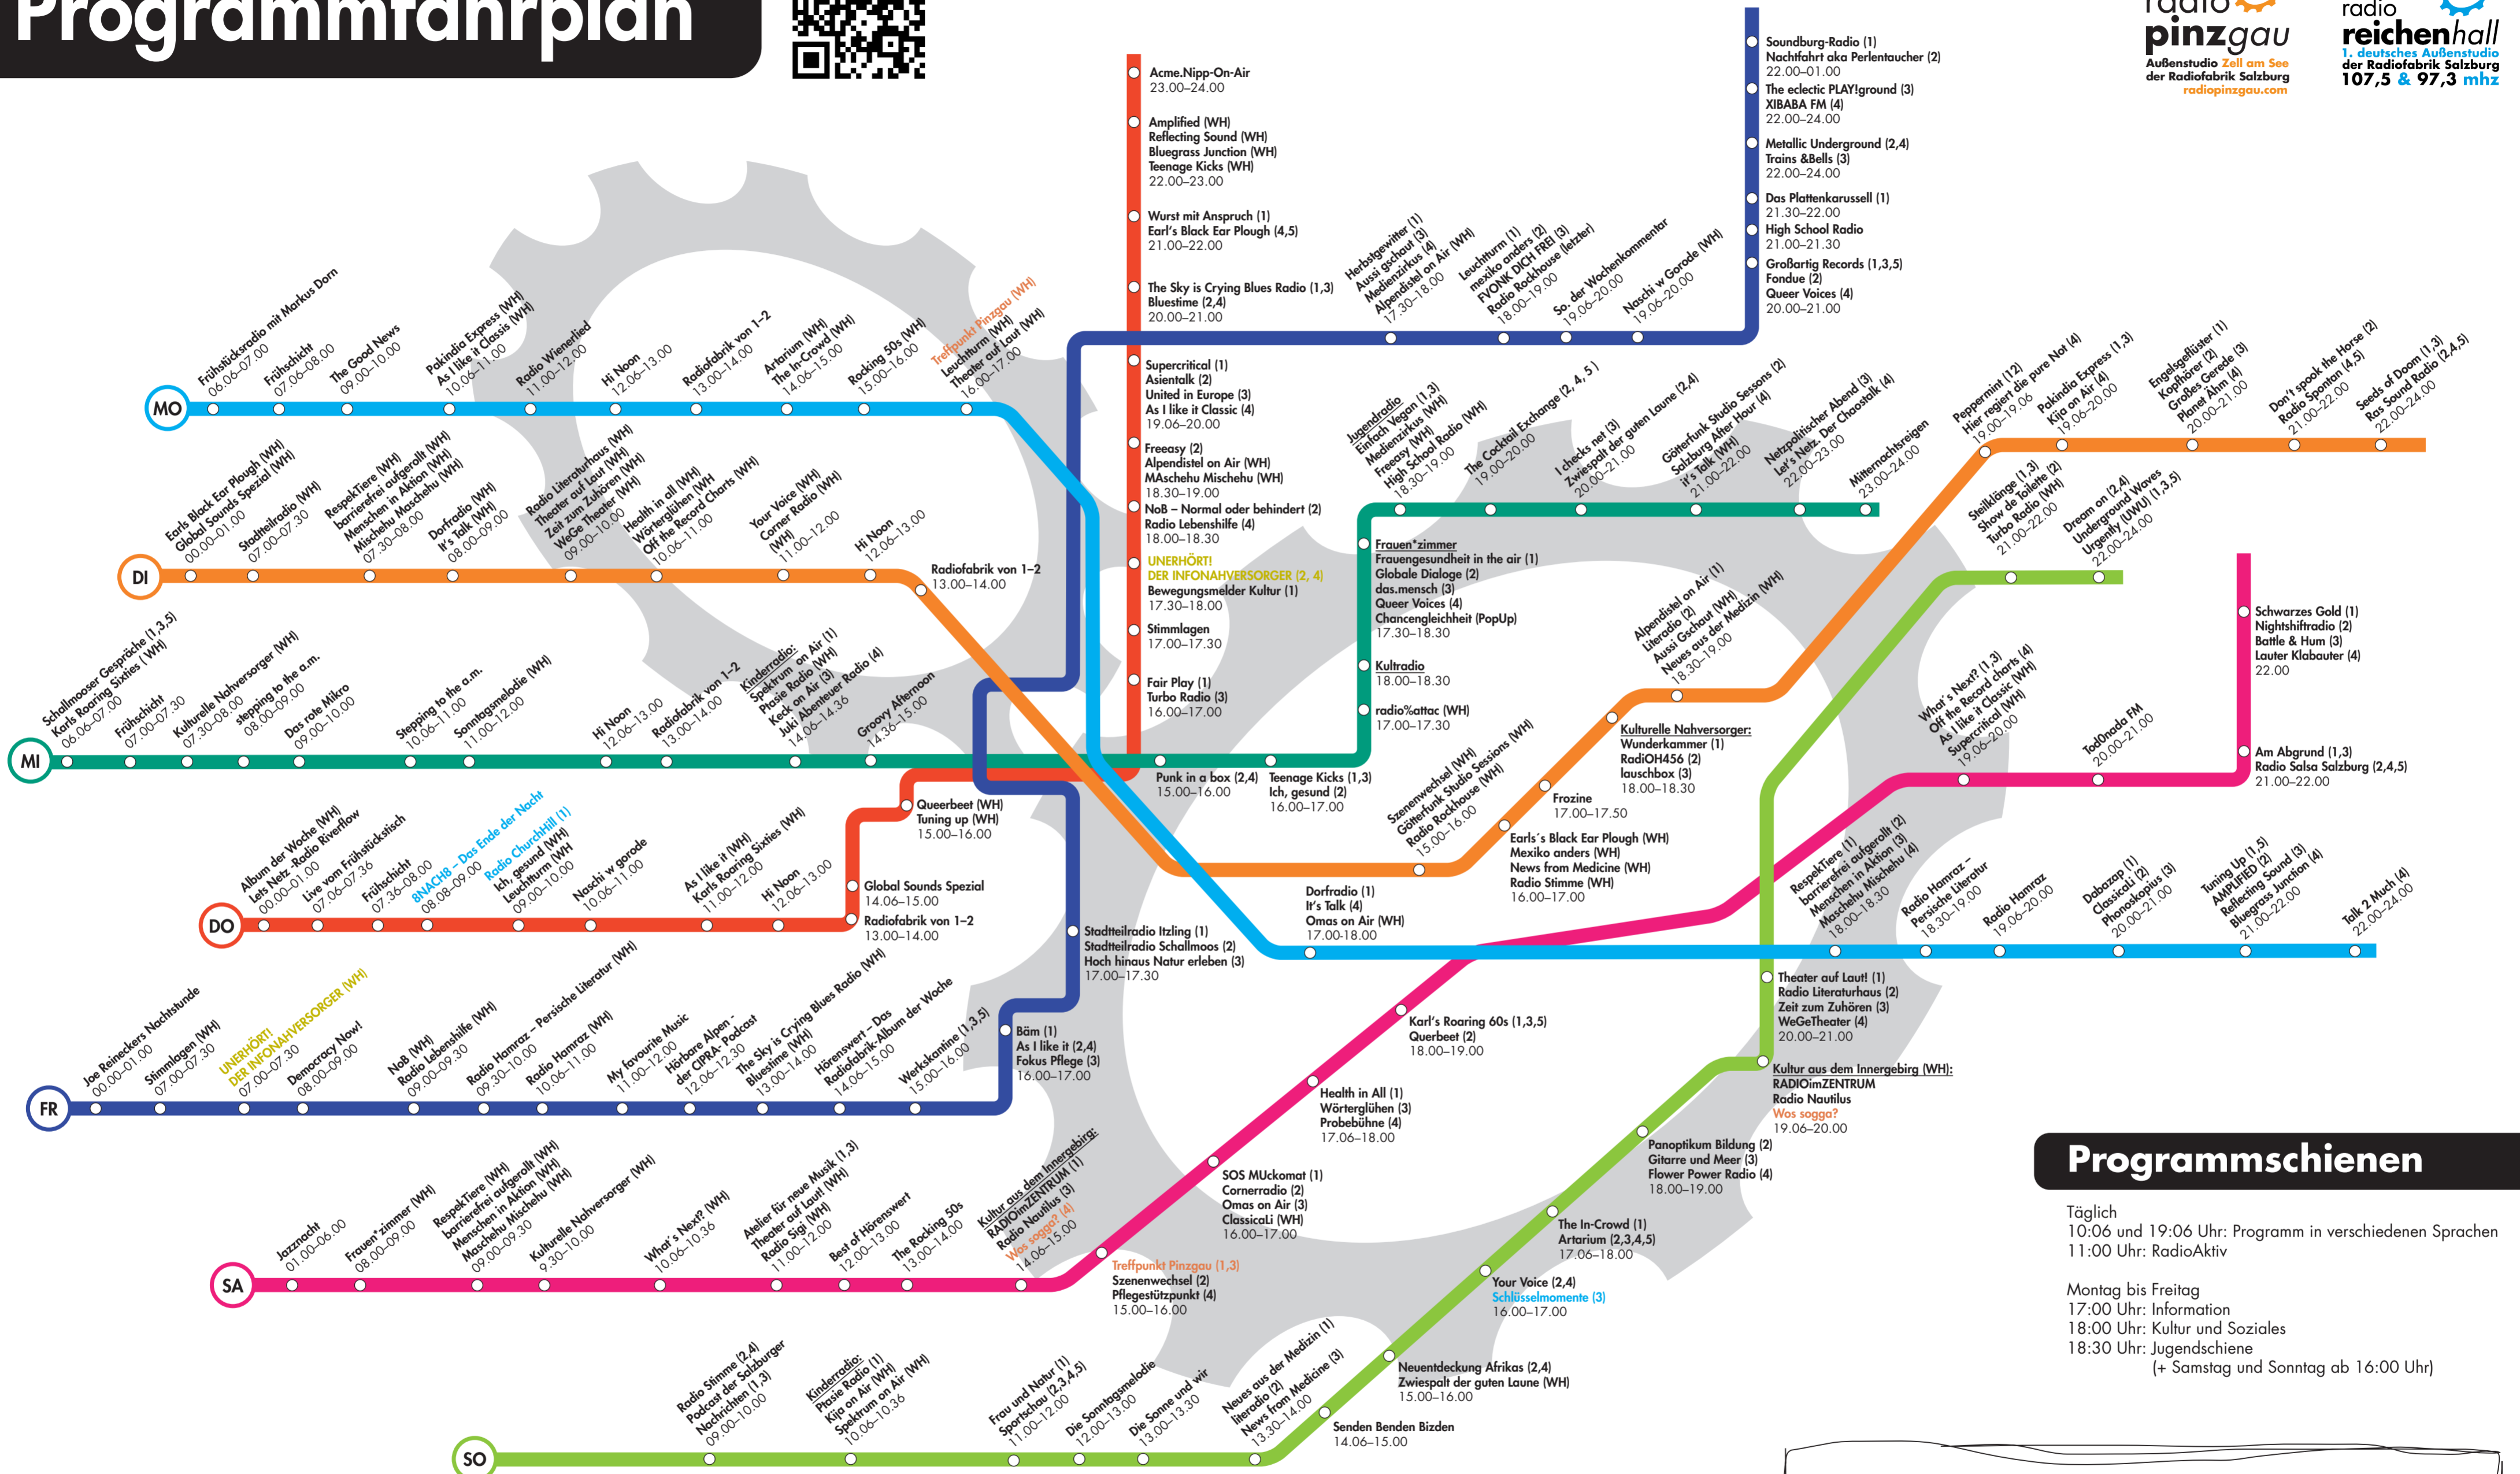 Programmfahrplan
radio
pinzgau
Außenstudio Zell am See
der Radiofabrik Salzburg
radiopinzgau.com
radio
reichenhall
1. deutsches Außenstudio
der Radiofabrik Salzburg
107,5 & 97,3 mhz
MO
Frühstücksradio mit Markus Dorn
06.06–07.00
Frühschicht
07.06–08.00
The Good News
09.00–10.00
Pakindia Express (WH)
As I like it Classis (WH)
10.06–11.00
Radio Wienerlied
11.00–12.00
Hi Noon
12.06–13.00
Radiofabrik von 1–2
13.00–14.00
Artarium (WH)
The In-Crowd (WH)
14.06–15.00
Rocking 50s (WH)
15.00–16.00
Treffpunkt Pinzgau (WH)
Leuchtturm (WH)
Theater auf Laut (WH)
16.00–17.00
Dorfradio (1)
It's Talk (4)
Omas on Air (WH)
17.00-18.00
RespekTiere (1)
barrierefrei aufgerollt (2)
Menschen in Aktion (3)
Maschehu Mischehu (4)
18.00–18.30
Radio Hamraz –
Persische Literatur
18.30–19.00
Radio Hamraz
19.06–20.00
Dabazap (1)
ClassicaLi (2)
Phanoskopius (3)
20.00–21.00
Tuning Up (1,5)
AMPLIFIED (2)
Reflecting Sound (3)
Bluegrass Junction (4)
21.00–22.00
Talk 2 Much (4)
22.00–24.00
DI
Earls Black Ear Plough (WH)
Global Sounds Spezial (WH)
00.00–01.00
Stadtteilradio (WH)
07.00–07.30
RespekTiere (WH)
barrierefrei aufgerollt (WH)
Menschen in Aktion (WH)
Mischehu Maschehu (WH)
07.30–08.00
Dorfradio (WH)
It's Talk (WH)
08.00–09.00
Radio Literaturhaus (WH)
Theater auf Laut (WH)
Zeit zum Zuhören (WH)
WeGe Theater (WH)
09.00–10.00
Health in all (WH)
Wörterglühen (WH
Off the Record Charts (WH)
10.06–11.00
Your Voice (WH)
Corner Radio (WH)
(WH)
11.00–12.00
Hi Noon
12.06–13.00
Radiofabrik von 1–2
13.00–14.00
Szenenwechsel (WH)
Götterfunk Studio Sessions (WH)
Radio Rockhouse (WH)
15.00–16.00
Earls´s Black Ear Plough (WH)
Mexiko anders (WH)
News from Medicine (WH)
Radio Stimme (WH)
16.00–17.00
Frozine
17.00–17.50
Kulturelle Nahversorger:
Wunderkammer (1)
RadiOH456 (2)
lauschbox (3)
18.00–18.30
Alpendistel on Air (1)
Literadio (2)
Aussi Gschaut (WH)
Neues aus der Medizin (WH)
18.30–19.00
Peppermint (12)
Hier regiert die pure Not (4)
19.00–19.06
Pakindia Express (1,3)
Kija on Air (4)
19.06–20.00
Engelsgeflüster (1)
Kopfhörer (2)
Großes Gerede (3)
Planet Ähm (4)
20.00–21.00
Don't spook the Horse (2)
Radio Spontan (4,5)
21.00–22.00
Seeds of Doom (1,3)
Ras Sound Radio (2,4,5)
22.00–24.00
MI
Schallmooser Gespräche (1,3,5)
Karls Roaring Sixties ( WH)
06.06–07.00
Frühschicht
07.00–07.30
Kulturelle Nahversorger (WH)
07.30–08.00
stepping to the a.m.
08.00–09.00
Das rote Mikro
09.00–10.00
Stepping to the a.m.
10.06–11.00
Sonntagsmelodie (WH)
11.00–12.00
Hi Noon
12.06–13.00
Radiofabrik von 1–2
13.00–14.00
Kinderradio:
Spektrum on Air (1)
Ptasie Radio (WH)
Keck on Air (3)
Juki Abenteuer Radio (4)
14.06–14.36
Groovy Afternoon
14.36–15.00
Punk in a box (2,4)
15.00–16.00
Teenage Kicks (1,3)
Ich, gesund (2)
16.00–17.00
radio%attac (WH)
17.00–17.30
Kultradio
18.00–18.30
Frauen*zimmer
Frauengesundheit in the air (1)
Globale Dialoge (2)
das.mensch (3)
Queer Voices (4)
Chancengleichheit (PopUp)
17.30–18.30
Jugendradio
Einfach Vegan (1,3)
Medienzirkus (WH)
Freeasy (WH)
High School Radio (WH)
18.30–19.00
The Cocktail Exchange (2, 4, 5 )
19.00–20.00
I checks net (3)
Zwiespalt der guten Laune (2,4)
20.00–21.00
Götterfunk Studio Sessons (2)
Salzburg After Hour (4)
it's Talk (WH)
21.00–22.00
Netzpolitischer Abend (3)
Let's Netz. Der Chaostalk (4)
22.00–23.00
Mitternachtsreigen
23.00–24.00
DO
Album der Woche (WH)
Lets Netz -Radio Riverflow
00.00–01.00
Live vom Frühstückstisch
07.06–07.36
Frühschicht
07.36–08.00
8NACH8 – Das Ende der Nacht
08.08–09.00
Radio ChurchHill (1)
Ich, gesund (WH)
Leuchtturm (WH
09.00–10.00
Naschi w gorode
10.06–11.00
As I like it (WH)
Karls Roaring Sixties (WH)
11.00–12.00
Hi Noon
12.06–13.00
Radiofabrik von 1–2
13.00–14.00
Global Sounds Spezial
14.06–15.00
Queerbeet (WH)
Tuning up (WH)
15.00–16.00
Fair Play (1)
Turbo Radio (3)
16.00–17.00
Stimmlagen
17.00–17.30
UNERHÖRT!
DER INFONAHVERSORGER (2, 4)
Bewegungsmelder Kultur (1)
17.30–18.00
NoB – Normal oder behindert (2)
Radio Lebenshilfe (4)
18.00–18.30
Freeasy (2)
Alpendistel on Air (WH)
MAschehu Mischehu (WH)
18.30–19.00
Supercritical (1)
Asientalk (2)
United in Europe (3)
As I like it Classic (4)
19.06–20.00
The Sky is Crying Blues Radio (1,3)
Bluestime (2,4)
20.00–21.00
Wurst mit Anspruch (1)
Earl's Black Ear Plough (4,5)
21.00–22.00
Amplified (WH)
Reflecting Sound (WH)
Bluegrass Junction (WH)
Teenage Kicks (WH)
22.00–23.00
Acme.Nipp-On-Air
23.00–24.00
FR
Joe Reineckers Nachtstunde
00.00–01.00
Stimmlagen (WH)
07.00–07.30
UNERHÖRT!
DER INFONAHVERSORGER (WH)
07.00–07.30
Democracy Now!
08.00–09.00
NoB (WH)
Radio Lebenshilfe (WH)
09.00–09.30
Radio Hamraz – Persische Literatur (WH)
09.30–10.00
Radio Hamraz (WH)
10.06–11.00
My favourite Music
11.00–12.00
Hörbare Alpen -
der CIPRA- Podcast
12.06–12.30
The Sky is Crying Blues Radio (WH)
Bluestime (WH)
13.00–14.00
Hörenswert – Das
Radiofabrik-Album der Woche
14.06–15.00
Werkskantine (1,3,5)
15.00–16.00
Bäm (1)
As I like it (2,4)
Fokus Pflege (3)
16.00–17.00
Stadtteilradio Itzling (1)
Stadtteilradio Schallmoos (2)
Hoch hinaus Natur erleben (3)
17.00–17.30
Herbstgewitter (1)
Aussi gschaut (3)
Medienzirkus (4)
Alpendistel on Air (WH)
17.30–18.00
Leuchtturm (1)
mexiko anders (2)
FVONK DICH FREI (3)
Radio Rockhouse (letzter)
18.00–19.00
So. der Wochenkommentar
19.06–20.00
Naschi w Gorode (WH)
19.06–20.00
Großartig Records (1,3,5)
Fondue (2)
Queer Voices (4)
20.00–21.00
High School Radio
21.00–21.30
Das Plattenkarussell (1)
21.30–22.00
Metallic Underground (2,4)
Trains &Bells (3)
22.00–24.00
The eclectic PLAY!ground (3)
XIBABA FM (4)
22.00–24.00
Soundburg-Radio (1)
Nachtfahrt aka Perlentaucher (2)
22.00–01.00
SA
Jazznacht
01.00–06.00
Frauen*zimmer (WH)
08.00–09.00
RespekTiere (WH)
barrierefrei aufgerollt (WH)
Menschen in Aktion (WH)
Maschehu Mischehu (WH)
09.00–09.30
Kulturelle Nahversorger (WH)
9.30–10.00
What´s Next? (WH)
10.06–10.36
Atelier für neue Musik (1,3)
Theater auf Laut! (WH)
Radio Sigi (WH)
11.00–12.00
Best of Hörenswert
12.00–13.00
The Rocking 50s
13.00–14.00
Kultur aus dem Innergebirg:
RADIOimZENTRUM (1)
Radio Nautilus (3)
Was sogga? (4)
14.06–15.00
Treffpunkt Pinzgau (1,3)
Szenenwechsel (2)
Pflegestützpunkt (4)
15.00–16.00
SOS MUckomat (1)
Cornerradio (2)
Omas on Air (3)
ClassicaLi (WH)
16.00–17.00
Health in All (1)
Wörterglühen (3)
Probebühne (4)
17.06–18.00
Karl's Roaring 60s (1,3,5)
Querbeet (2)
18.00–19.00
What´s Next? (1,3)
Off the Record charts (4)
As I like it Classic (WH)
Supercritical (WH)
19.06–20.00
Tod0nada FM
20.00–21.00
Am Abgrund (1,3)
Radio Salsa Salzburg (2,4,5)
21.00–22.00
Schwarzes Gold (1)
Nightshiftradio (2)
Battle & Hum (3)
Lauter Klabauter (4)
22.00
SO
Radio Stimme (2,4)
Podcast der Salzburger
Nachrichten (1,3)
09.00–10.00
Kinderradio:
Ptasie Radio (1)
Kija on Air (WH)
Spektrum on Air (WH)
10.06–10.36
Frau und Natur (1)
Sportschau (2,3,4,5)
11.00–12.00
Die Sonntagsmelodie
12.00–13.00
Die Sonne und wir
13.00–13.30
Neues aus der Medizin (1)
literadio (2)
News from Medicine (3)
13.30–14.00
Senden Benden Bizden
14.06–15.00
Neuentdeckung Afrikas (2,4)
Zwiespalt der guten Laune (WH)
15.00–16.00
Your Voice (2,4)
Schlüsselmomente (3)
16.00–17.00
The In-Crowd (1)
Artarium (2,3,4,5)
17.06–18.00
Panoptikum Bildung (2)
Gitarre und Meer (3)
Flower Power Radio (4)
18.00–19.00
Kultur aus dem Innergebirg (WH):
RADIOimZENTRUM
Radio Nautilus
Wos sogga?
19.06–20.00
Theater auf Laut! (1)
Radio Literaturhaus (2)
Zeit zum Zuhören (3)
WeGeTheater (4)
20.00–21.00
Steilklänge (1,3)
Show de Toilette (2)
Turbo Radio (WH)
21.00–22.00
Dream on (2,4)
Underground Waves
Urgently (UWU) (1,3,5)
22.00–24.00
Programmschienen
Täglich
10:06 und 19:06 Uhr: Programm in verschiedenen Sprachen
11:00 Uhr: RadioAktiv
Montag bis Freitag
17:00 Uhr: Information
18:00 Uhr: Kultur und Soziales
18:30 Uhr: Jugendschiene
(+ Samstag und Sonntag ab 16:00 Uhr)